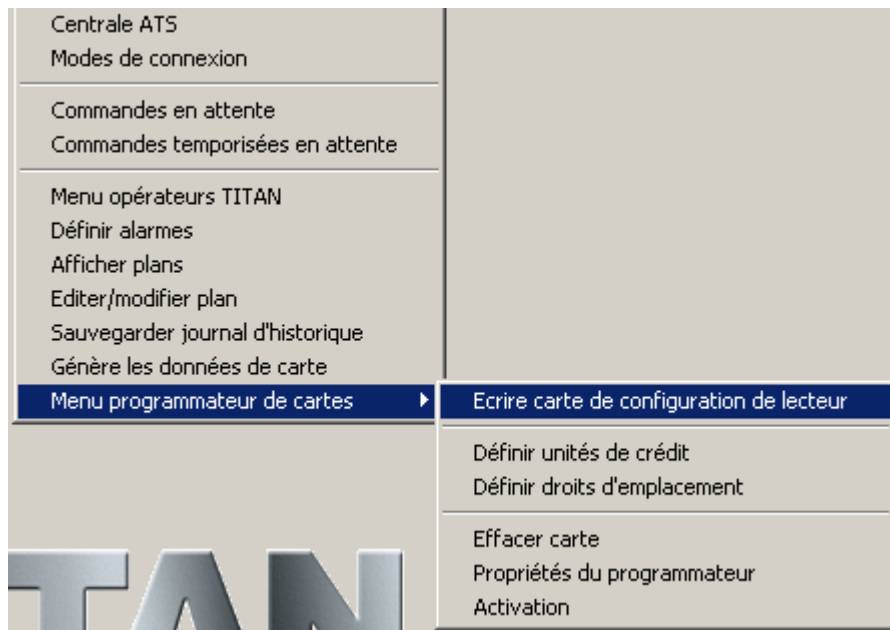 Centrale ATS
Modes de connexion
Commandes en attente
Commandes temporisées en attente
Menu opérateurs TITAN
Définir alarmes
Afficher plans
Editer/modifier plan
Sauvegarder journal d'historique
Génère les données de carte
Menu programmateur de cartes
Ecrire carte de configuration de lecteur
Définir unités de crédit
Définir droits d'emplacement
Effacer carte
Propriétés du programmateur
Activation
TAN